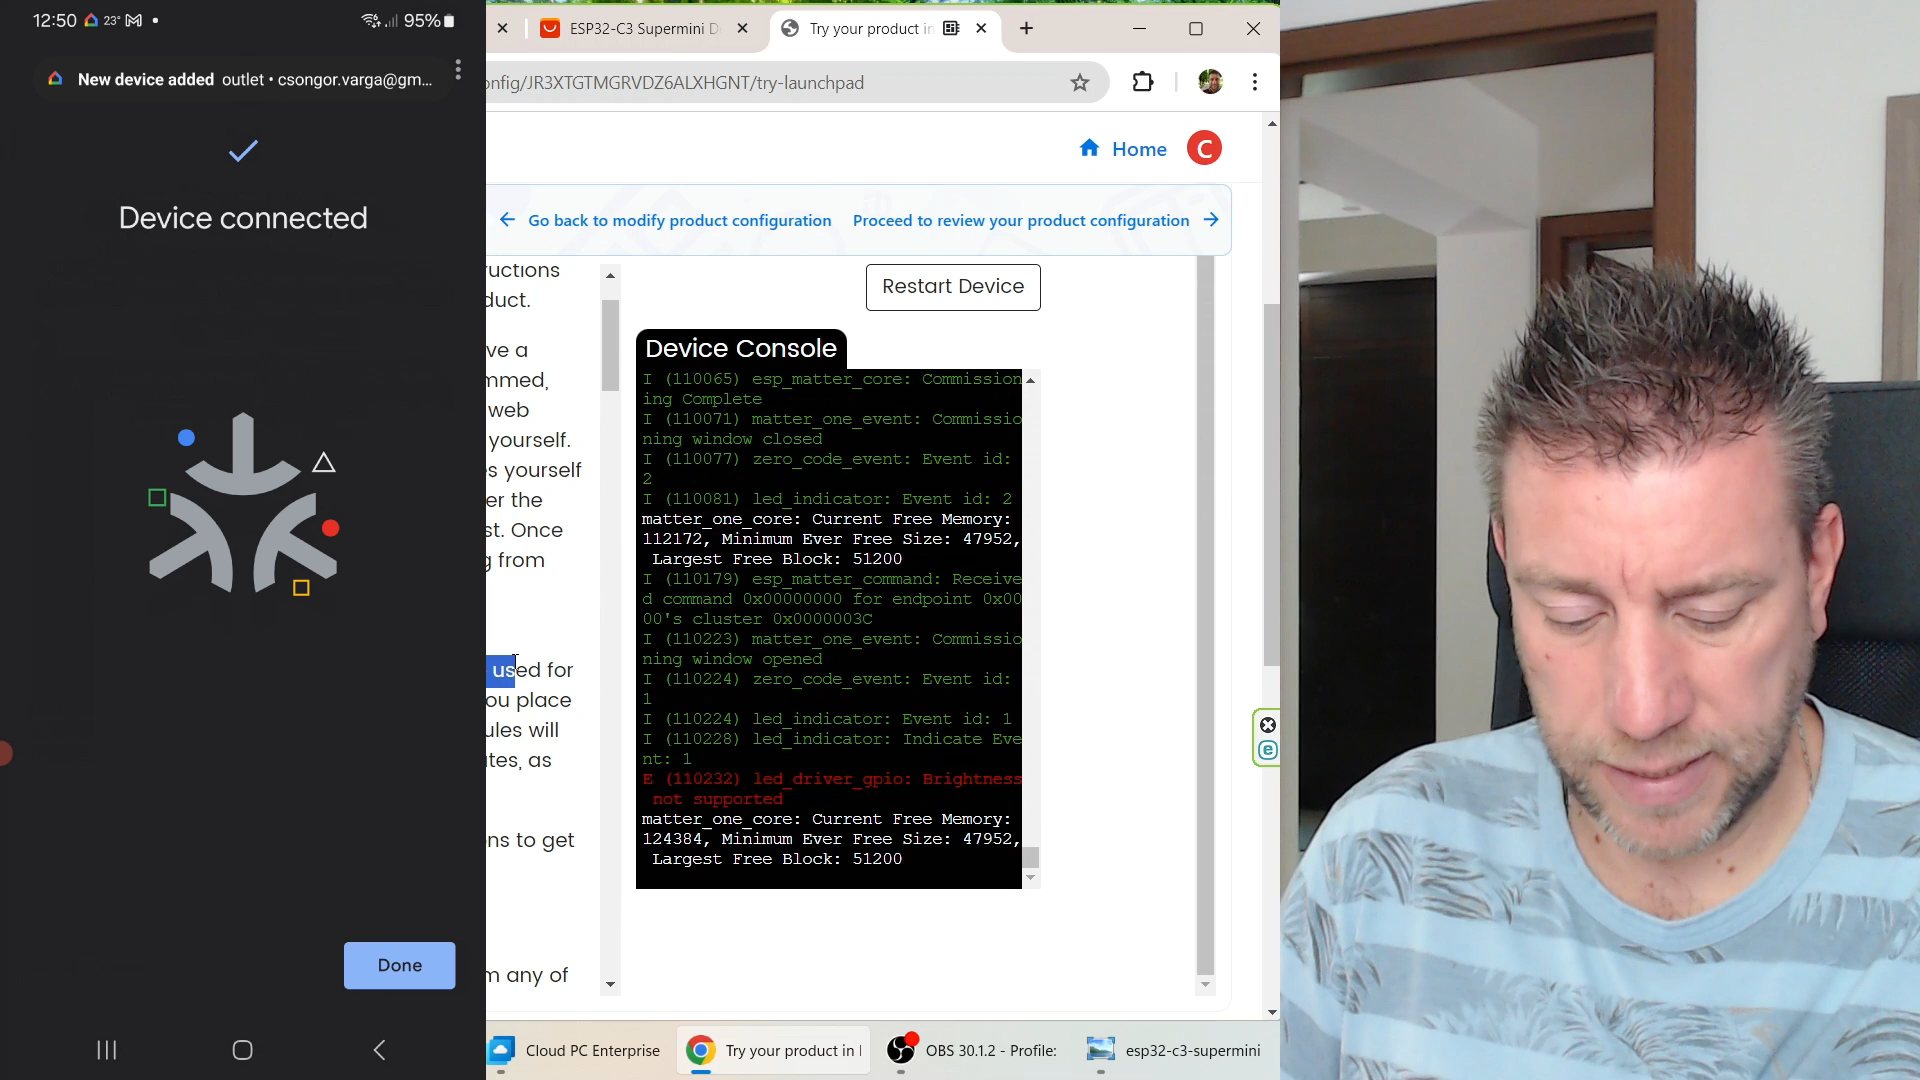 12:50 23° 95%
New device added outlet • csongor.varga@gm...
Device connected
Done
ESP32-C3 Supermini D
Try your product in
onfig/JR3XTGTMGRVDZ6ALXHGNT/try-launchpad
Home
C
Go back to modify product configuration
Proceed to review your product configuration
ructions
duct.
ve a
mmed,
web
yourself.
s yourself
er the
st. Once
g from
used for
ou place
ules will
tes, as
ns to get
m any of
Restart Device
Device Console
I (110065) esp_matter_core: Commission
ing Complete
I (110071) matter_one_event: Commissio
ning window closed
I (110077) zero_code_event: Event id:
2
I (110081) led_indicator: Event id: 2
matter_one_core: Current Free Memory:
112172, Minimum Ever Free Size: 47952,
Largest Free Block: 51200
I (110179) esp_matter_command: Receive
d command 0x00000000 for endpoint 0x00
00's cluster 0x0000003C
I (110223) matter_one_event: Commissio
ning window opened
I (110224) zero_code_event: Event id:
1
I (110224) led_indicator: Event id: 1
I (110228) led_indicator: Indicate Eve
nt: 1
E (110232) led_driver_gpio: Brightness
not supported
matter_one_core: Current Free Memory:
124384, Minimum Ever Free Size: 47952,
Largest Free Block: 51200
Cloud PC Enterprise
Try your product in l
OBS 30.1.2 - Profile:
esp32-c3-supermini